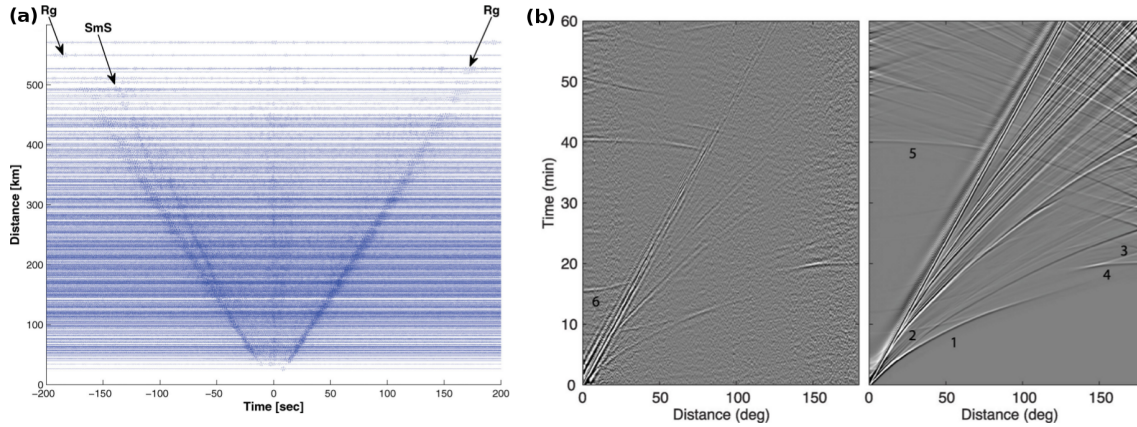 (a)
Rg
SmS
Rg
Distance [km]
500
400
300
200
100
0
−200 −150 −100 −50 0 50 100 150 200
Time [sec]
(b)
Time (min)
60
50
40
30
20
10
0
6
0 50 100 150
Distance (deg)
5
3
4
2
1
0 50 100 150
Distance (deg)